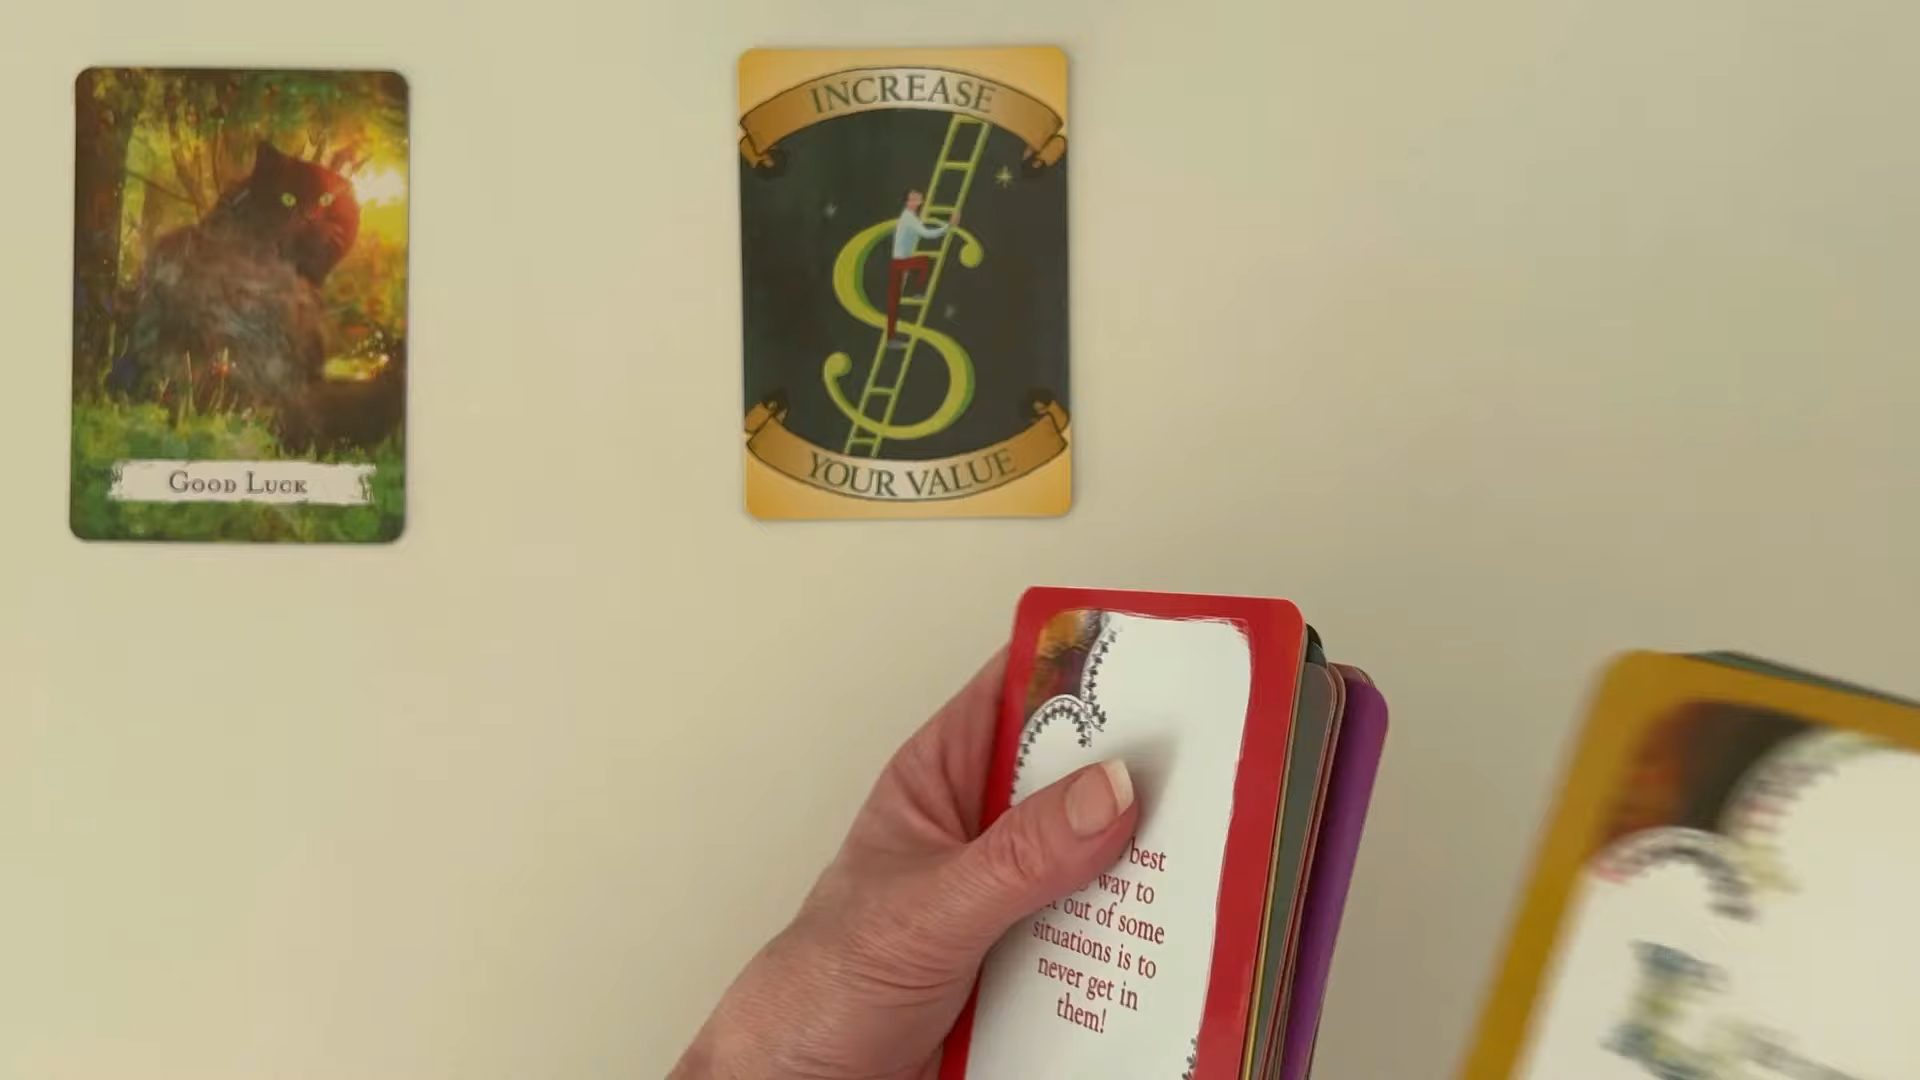 GOOD LUCK
INCREASE
YOUR VALUE
best
way to
out of some
situations is to
never get in
them!